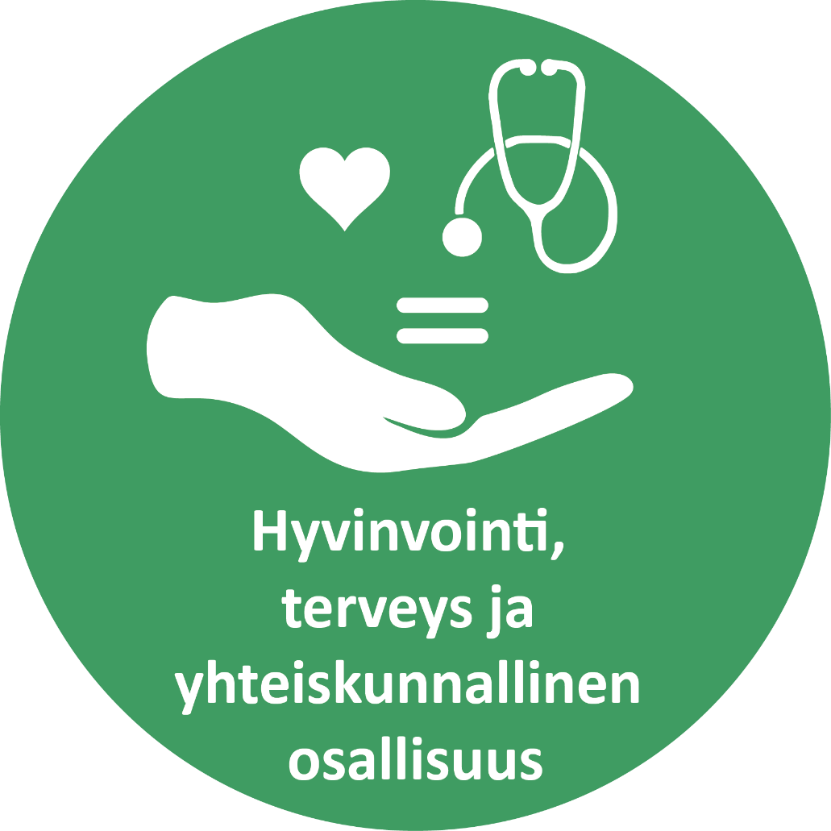 Hyvinvointi,
terveys ja
yhteiskunnallinen
osallisuus